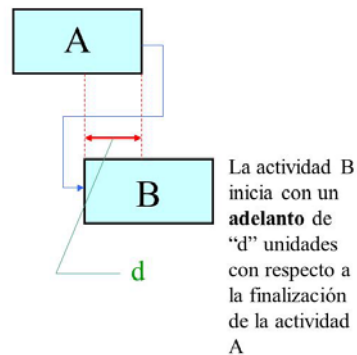 A
B
d
La actividad B
inicia con un
adelanto de
“d” unidades
con respecto a
la finalización
de la actividad
A